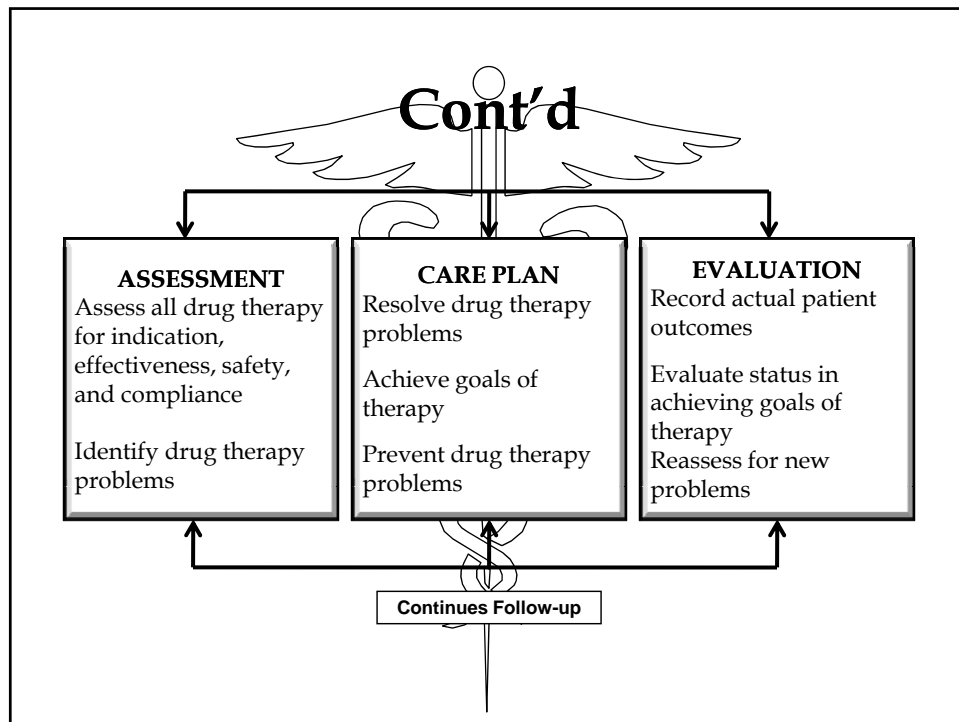 Cont’d
ASSESSMENT
Assess all drug therapy
for indication,
effectiveness, safety,
and compliance
Identify drug therapy
problems
CARE PLAN
Resolve drug therapy
problems
Achieve goals of
therapy
Prevent drug therapy
problems
EVALUATION
Record actual patient
outcomes
Evaluate status in
achieving goals of
therapy
Reassess for new
problems
Continues Follow-up